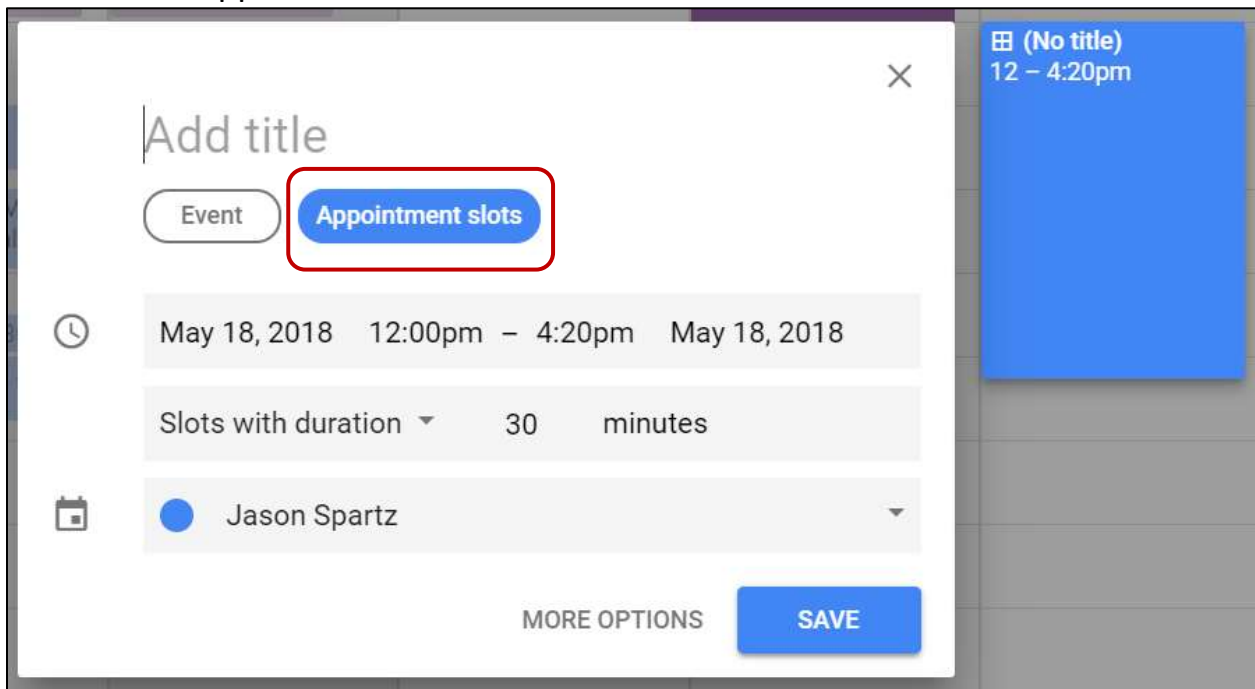 (No title)
12 – 4:20pm
Add title
Event
Appointment slots
May 18, 2018 12:00pm – 4:20pm May 18, 2018
Slots with duration 30 minutes
Jason Spartz
MORE OPTIONS SAVE